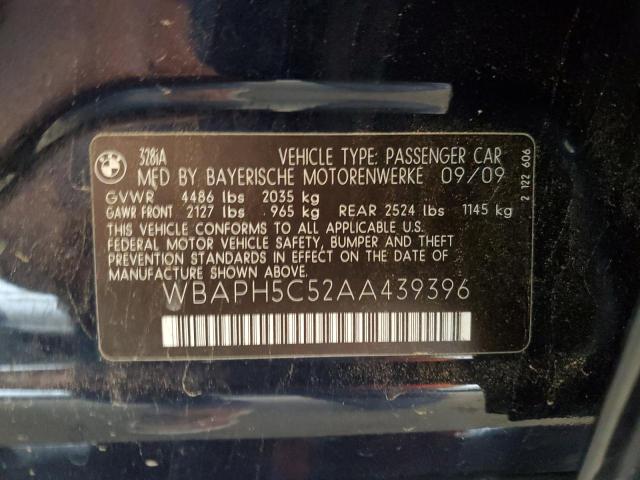 328iA VEHICLE TYPE: PASSENGER CAR
MFD BY BAYERISCHE MOTORENWERKE 09/09
GVWR 4486 lbs 2035 kg
GAWR FRONT 2127 lbs 965 kg REAR 2524 lbs 1145 kg
THIS VEHICLE CONFORMS TO ALL APPLICABLE U.S.
FEDERAL MOTOR VEHICLE SAFETY, BUMPER AND THEFT
PREVENTION STANDARDS IN EFFECT ON THE DATE OF
MANUFACTURE SHOWN ABOVE.
WBAPH5C52AA439396
2 122 606